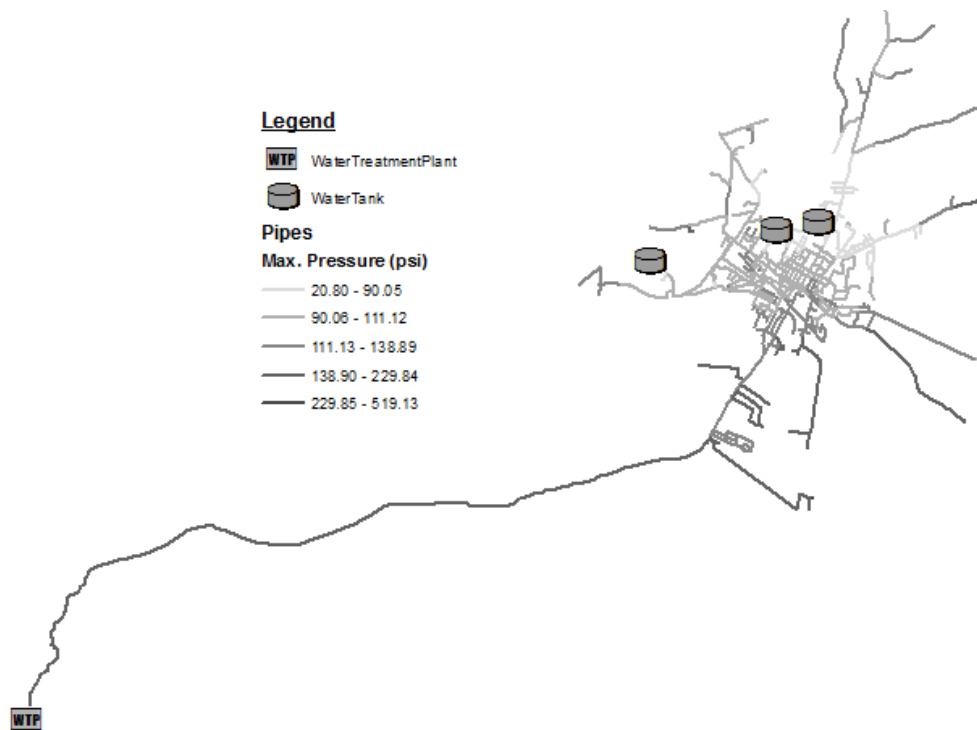 Legend
WTP WaterTreatmentPlant
WaterTank
Pipes
Max. Pressure (psi)
20.80 - 90.05
90.06 - 111.12
111.13 - 138.89
138.90 - 229.84
229.85 - 519.13
WTP